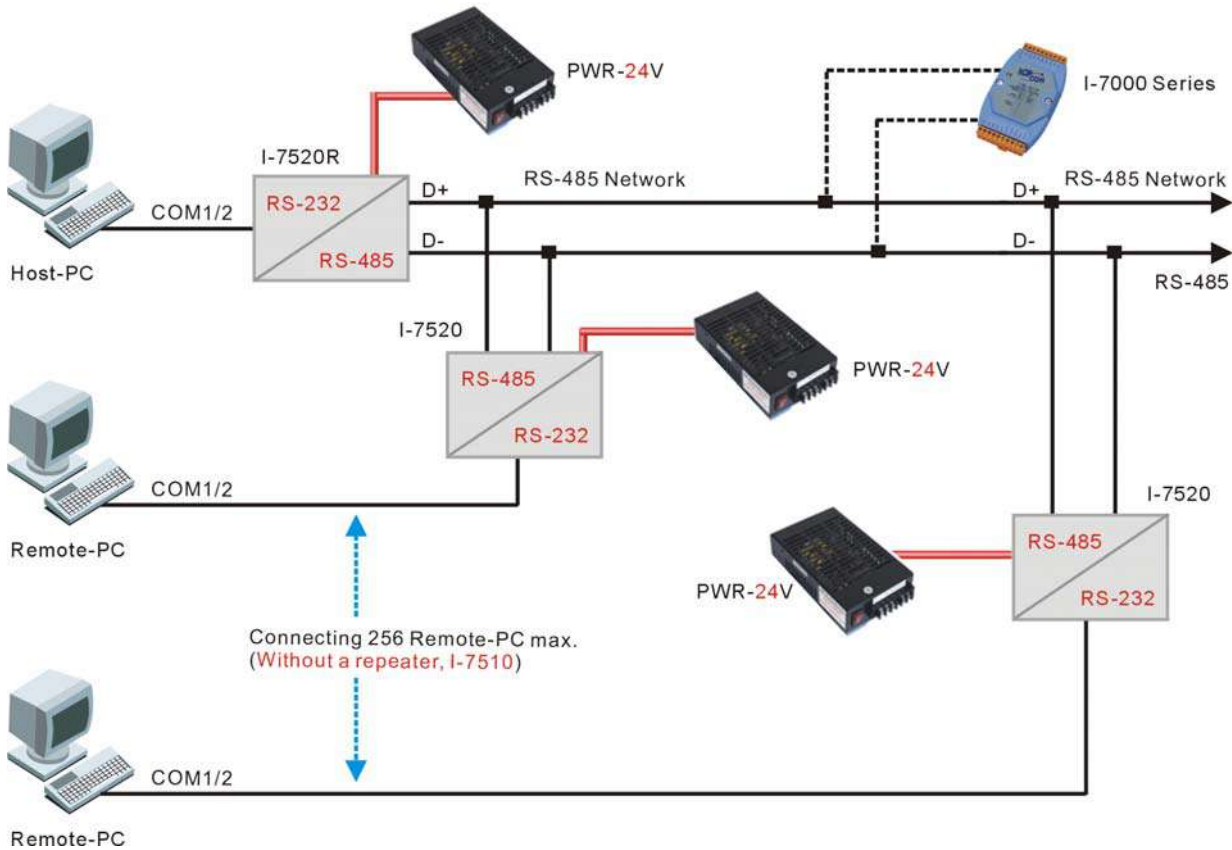 PWR-24V
I-7000 Series
I-7520R
D+
RS-485 Network
D+
RS-485 Network
COM1/2
RS-232
RS-485
D-
D-
RS-485
Host-PC
I-7520
RS-485
RS-232
PWR-24V
COM1/2
Remote-PC
I-7520
RS-485
RS-232
PWR-24V
Connecting 256 Remote-PC max.
(Without a repeater, I-7510)
COM1/2
Remote-PC